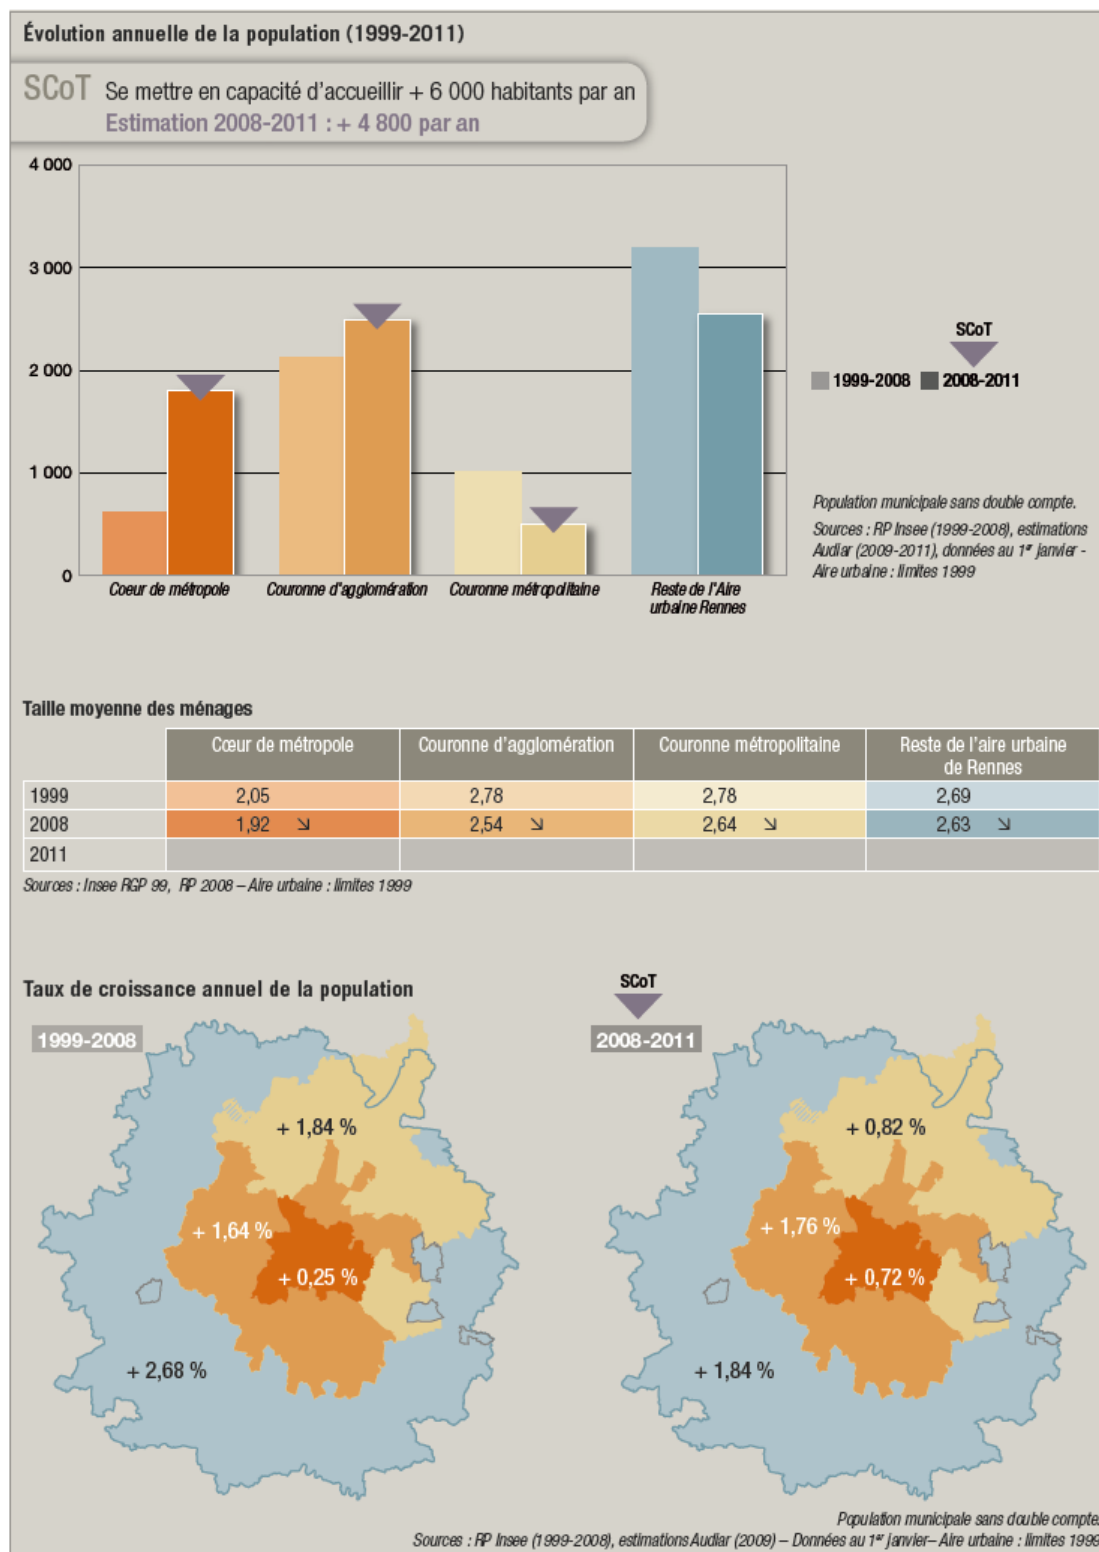 Évolution annuelle de la population (1999-2011)
SCoT Se mettre en capacité d'accueillir + 6 000 habitants par an
Estimation 2008-2011 : + 4 800 par an
4 000
3 000
2 000
1 000
0
Coeur de métropole
Couronne d'agglomération
Couronne métropolitaine
Reste de l'Aire
urbaine Rennes
SCoT
1999-2008
2008-2011
Population municipale sans double compte.
Sources : RP Insee (1999-2008), estimations
Audiar (2009-2011), données au 1er janvier -
Aire urbaine : limites 1999
Taille moyenne des ménages
Cœur de métropole Couronne d'agglomération Couronne métropolitaine Reste de l'aire urbaine
de Rennes
1999 2,05 2,78 2,78 2,69
2008 1,92 ↘ 2,54 ↘ 2,64 ↘ 2,63 ↘
2011
Sources : Insee RGP 99, RP 2008 – Aire urbaine : limites 1999
Taux de croissance annuel de la population
1999-2008
+ 1,84 %
+ 1,64 %
+ 0,25 %
+ 2,68 %
SCoT
2008-2011
+ 0,82 %
+ 1,76 %
+ 0,72 %
+ 1,84 %
Population municipale sans double compte.
Sources : RP Insee (1999-2008), estimations Audiar (2009) – Données au 1er janvier– Aire urbaine : limites 1999